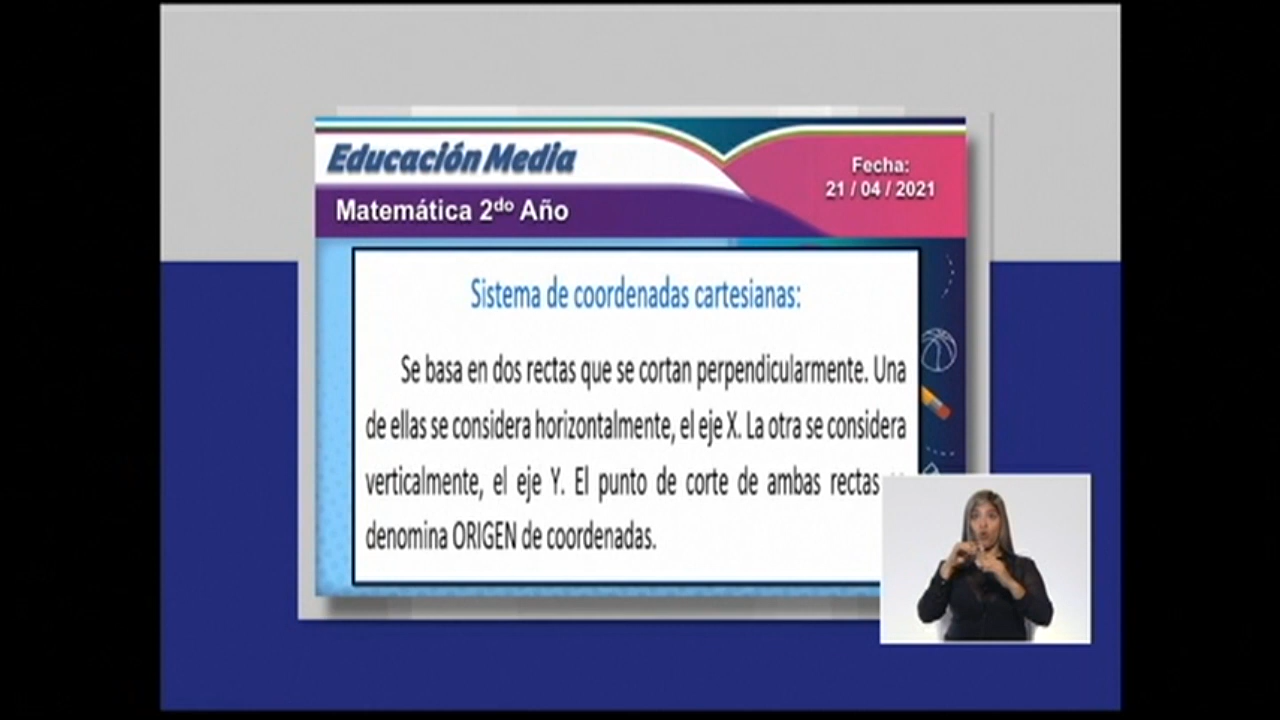 Educación Media
Fecha:
21 / 04 / 2021
Matemática 2do Año
Sistema de coordenadas cartesianas:
Se basa en dos rectas que se cortan perpendicularmente. Una
de ellas se considera horizontalmente, el eje X. La otra se considera
verticalmente, el eje Y. El punto de corte de ambas rectas
denomina ORIGEN de coordenadas.